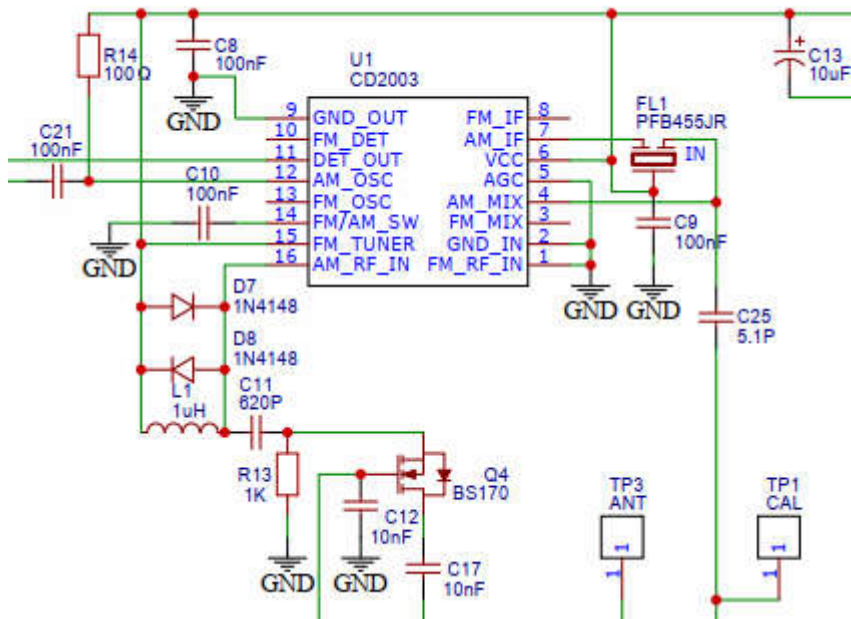 R14
100Ω
C8
100nF
GND
U1
CD2003
C13
10uF
+
FL1
PFB455JR
IN
C21
100nF
C10
100nF
GND
9 GND_OUT FM_IF 8
10 FM_DET AM_IF 7
11 DET_OUT VCC 6
12 AM_OSC AGC 5
13 FM_OSC AM_MIX 4
14 FM/AM_SW FM_MIX 3
15 FM_TUNER GND_IN 2
16 AM_RF_IN FM_RF_IN 1
GND
C9
100nF
GND
D7
1N4148
D8
1N4148
L1
1uH
C11
620P
C25
5.1P
R13
1K
GND
Q4
BS170
C12
10nF
GND
C17
10nF
TP3
ANT
1
1
TP1
CAL
1
1